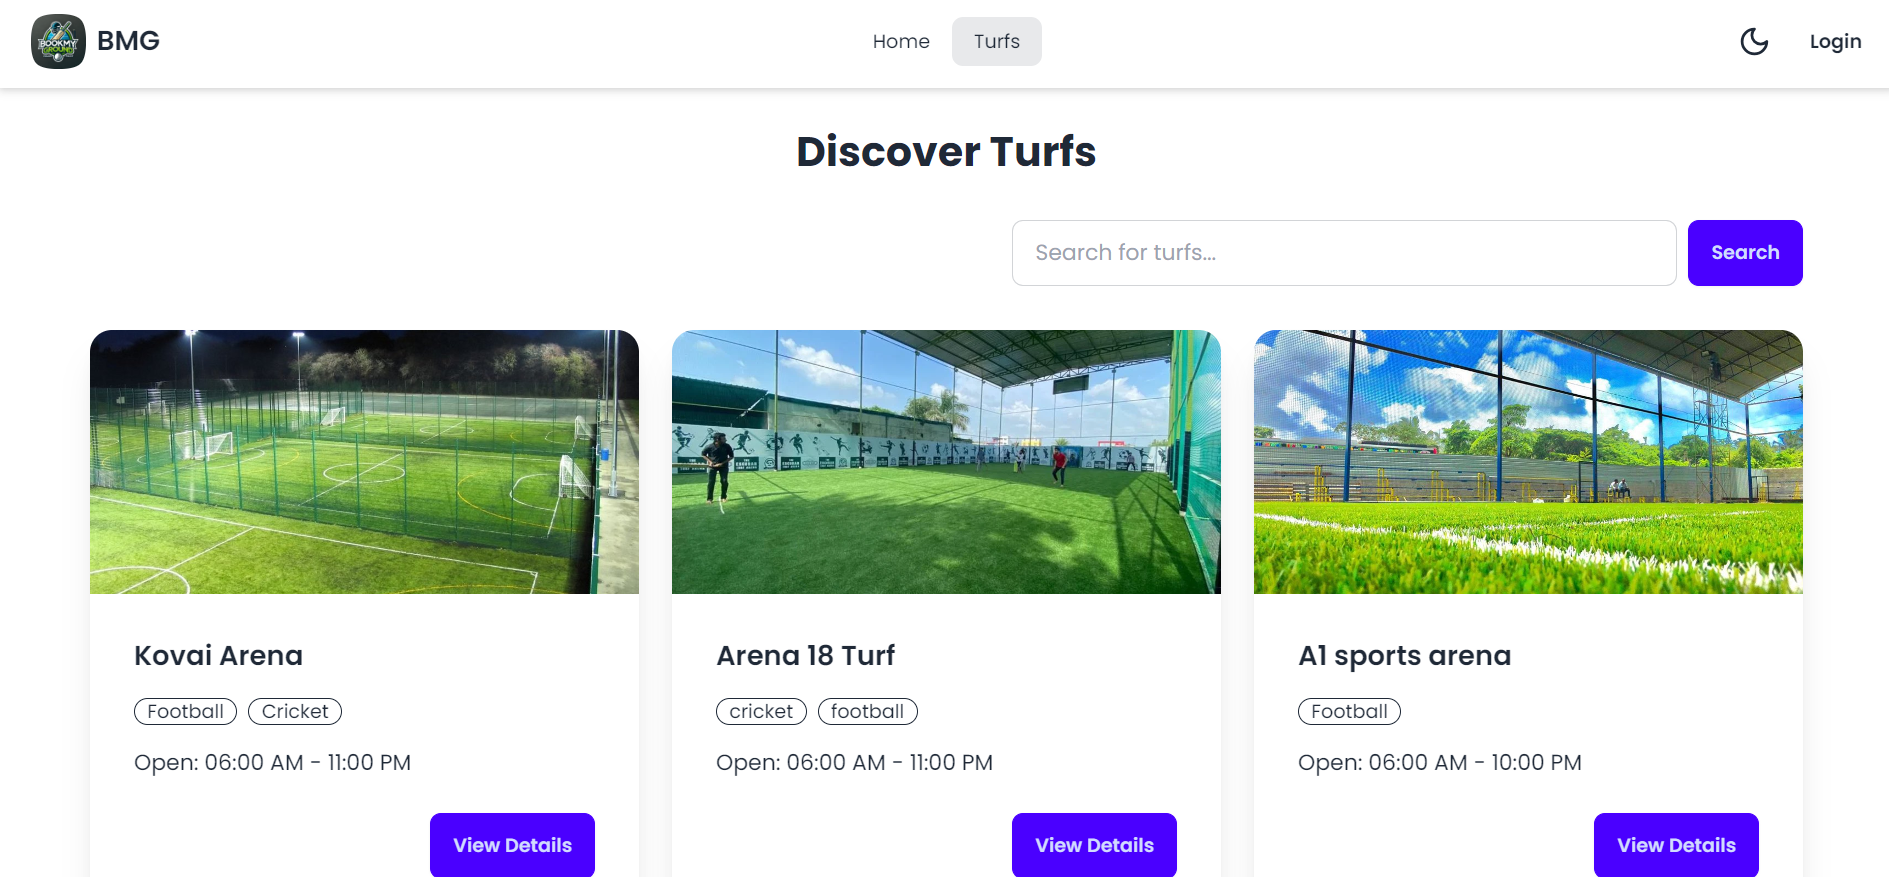 BOOKMY
GROUND
BMG
Home
Turfs
Login
Discover Turfs
Search for turfs...
Search
Kovai Arena
Football
Cricket
Open: 06:00 AM - 11:00 PM
View Details
Arena 18 Turf
cricket
football
Open: 06:00 AM - 11:00 PM
View Details
A1 sports arena
Football
Open: 06:00 AM - 10:00 PM
View Details